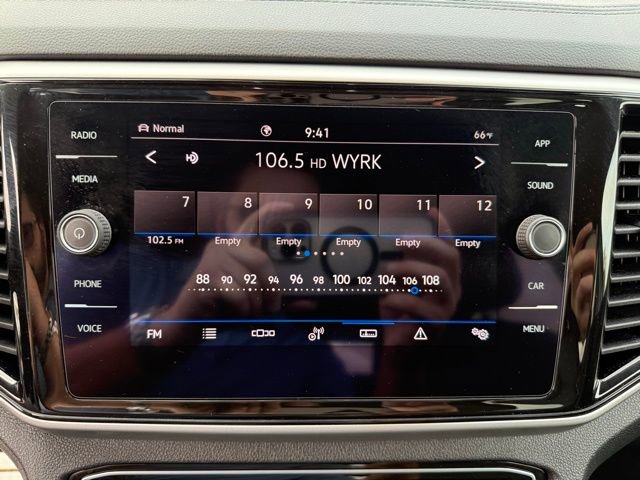 RADIO
MEDIA
PHONE
VOICE
Normal 9:41 66°F
< HD 106.5 HD WYRK >
7 8 9 10 11 12
102.5 FM Empty Empty Empty Empty Empty
88 90 92 94 96 98 100 102 104 106 108
FM
APP
SOUND
CAR
MENU